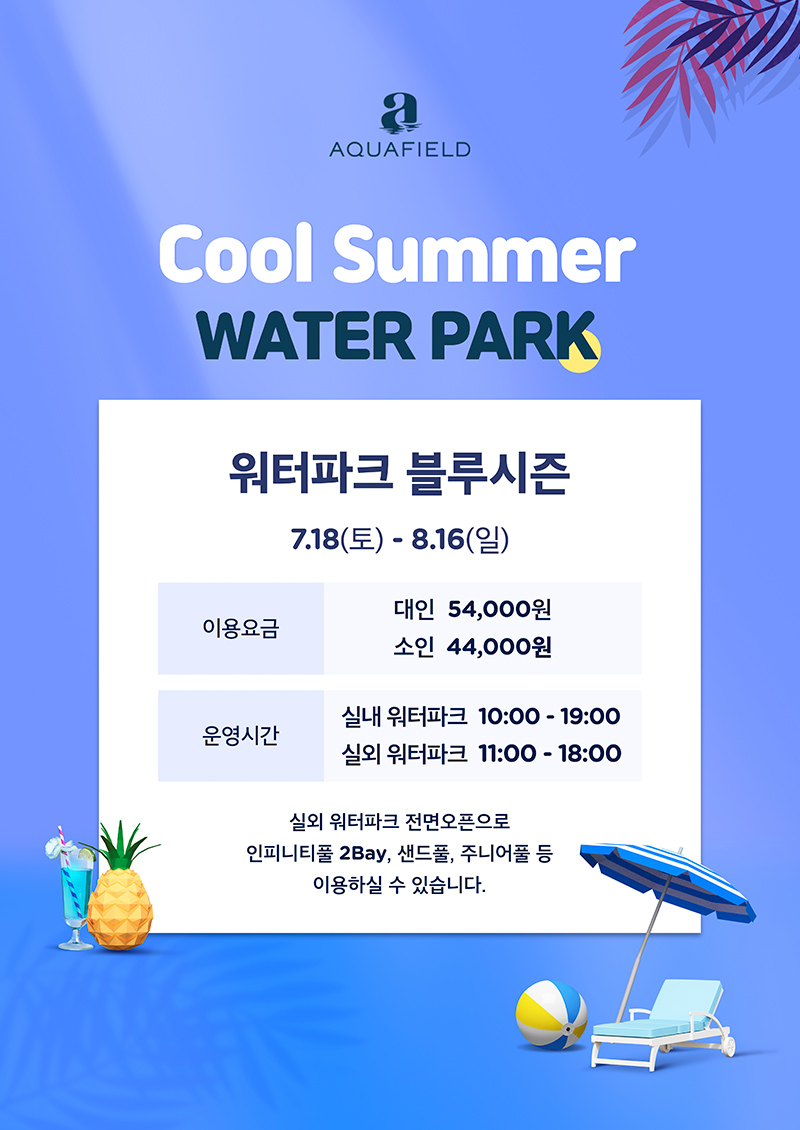 a
AQUAFIELD
Cool Summer
WATER PARK
워터파크 블루시즌
7.18(토) - 8.16(일)
이용요금
대인 54,000원
소인 44,000원
운영시간
실내 워터파크 10:00 - 19:00
실외 워터파크 11:00 - 18:00
실외 워터파크 전면오픈으로
인피니티풀 2Bay, 샌드풀, 주니어풀 등
이용하실 수 있습니다.